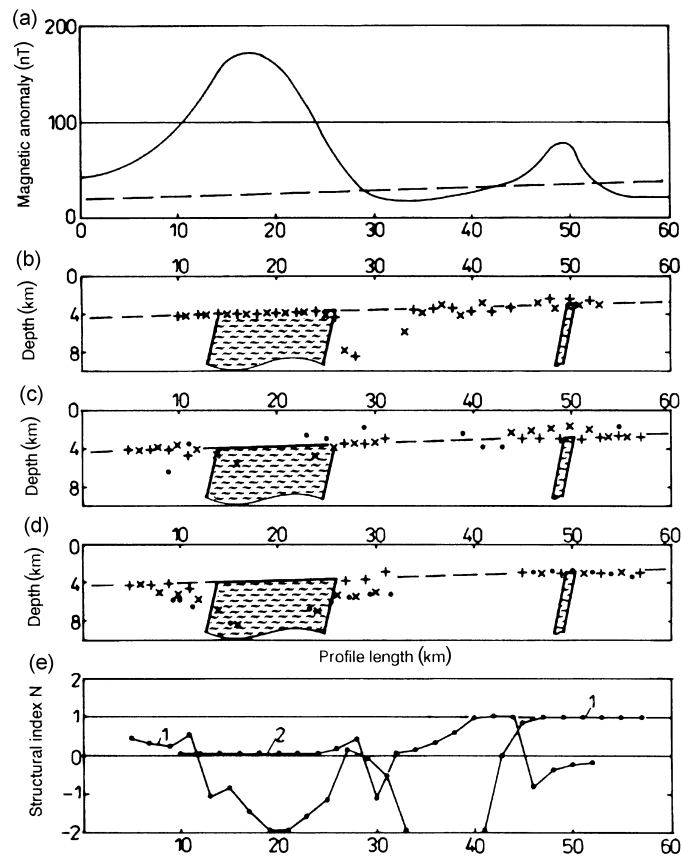 (a)
200
100
0
Magnetic anomaly (nT)
0 10 20 30 40 50 60
(b)
10 20 30 40 50 60
0
4
8
Depth (km)
(c)
0 10 20 30 40 50 60
4
8
Depth (km)
(d)
0 10 20 30 40 50 60
4
8
Depth (km)
Profile length (km)
(e)
2
1
0
-1
-2
Structural index N
1 2 1
10 20 30 40 50 60